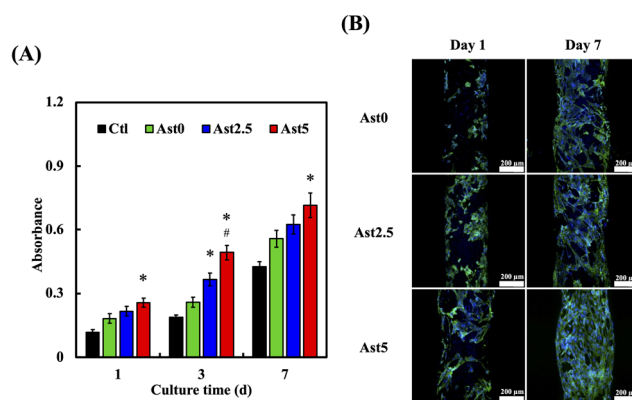 (A)
1.2
0.9
0.6
0.3
0
Absorbance
Ctl Ast0 Ast2.5 Ast5
*
*
*
#
*
1 3 7
Culture time (d)
(B)
Day 1 Day 7
Ast0
200 μm 200 μm
Ast2.5
200 μm 200 μm
Ast5
200 μm 200 μm